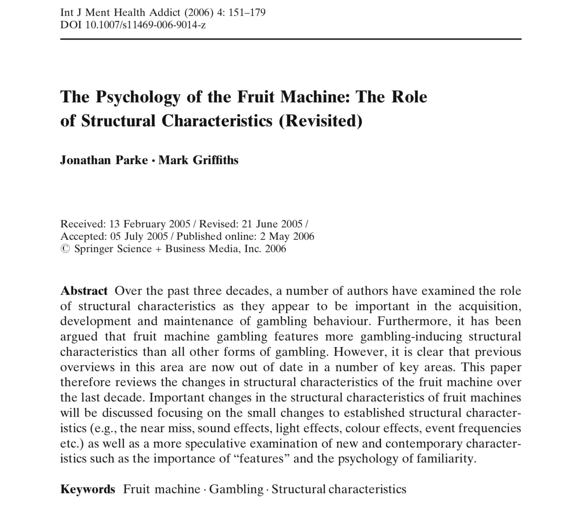 Int J Ment Health Addict (2006) 4: 151–179
DOI 10.1007/s11469-006-9014-z
The Psychology of the Fruit Machine: The Role
of Structural Characteristics (Revisited)
Jonathan Parke · Mark Griffiths
Received: 13 February 2005 / Revised: 21 June 2005 /
Accepted: 05 July 2005 / Published online: 2 May 2006
© Springer Science + Business Media, Inc. 2006
Abstract Over the past three decades, a number of authors have examined the role
of structural characteristics as they appear to be important in the acquisition,
development and maintenance of gambling behaviour. Furthermore, it has been
argued that fruit machine gambling features more gambling-inducing structural
characteristics than all other forms of gambling. However, it is clear that previous
overviews in this area are now out of date in a number of key areas. This paper
therefore reviews the changes in structural characteristics of the fruit machine over
the last decade. Important changes in the structural characteristics of fruit machines
will be discussed focusing on the small changes to established structural character-
istics (e.g., the near miss, sound effects, light effects, colour effects, event frequencies
etc.) as well as a more speculative examination of new and contemporary character-
istics such as the importance of “features” and the psychology of familiarity.
Keywords Fruit machine · Gambling · Structural characteristics